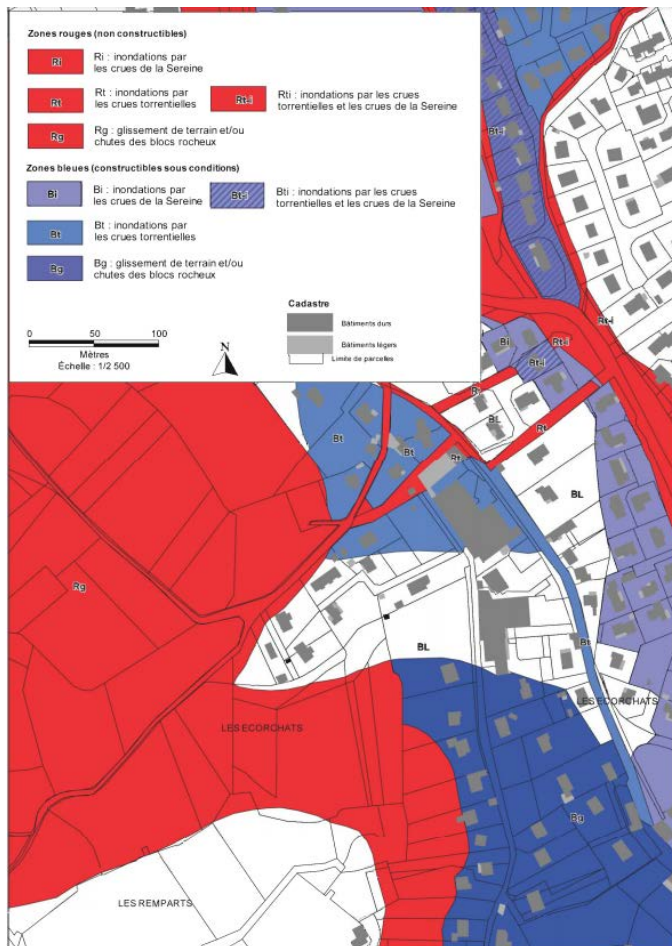 Zones rouges (non constructibles)
Ri
Ri : inondations par
les crues de la Sereine
Rt
Rt : inondations par
les crues torrentielles
Rt-i
Rti : inondations par les crues
torrentielles et les crues de la Sereine
Rg
Rg : glissement de terrain et/ou
chutes des blocs rocheux
Zones bleues (constructibles sous conditions)
Bi
Bi : inondations par
les crues de la Sereine
Bt-i
Bti : inondations par les crues
torrentielles et les crues de la Sereine
Bt
Bt : inondations par
les crues torrentielles
Bg
Bg : glissement de terrain et/ou
chutes des blocs rocheux
Cadastre
Bâtiments durs
Bâtiments légers
Limite de parcelles
0 50 100
Mètres
Échelle : 1/2 500
N
Bt-i
Rt-i
Bi
Rt-i
Bt-i
BL
Rt
Bt
Bt
Rt
BL
Rg
BL
LES ECORCHATS
LES ECORCHATS
Bg
LES REMPARTS